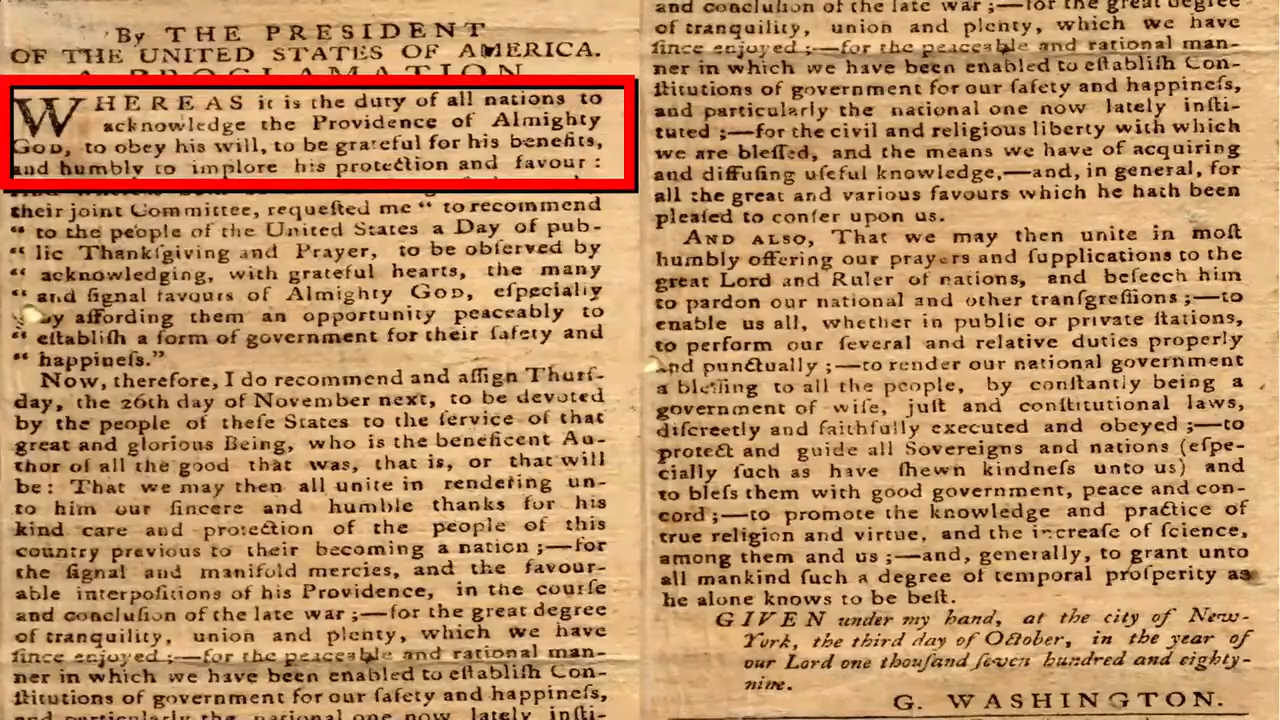 By THE PRESIDENT
OF THE UNITED STATES OF AMERICA.
A PROCLAMATION
WHEREAS it is the duty of all nations to
acknowledge the Providence of Almighty
GOD, to obey his will, to be grateful for his benefits,
and humbly to implore his protection and favour :
their joint Committee, requeſted me “ to recommend
“ to the people of the United States a Day of pub-
“ lic Thankſgiving and Prayer, to be obſerved by
“ acknowledging, with grateful hearts, the many
“ and ſignal favours of Almighty GOD, eſpecially
by affording them an opportunity peaceably to
“ eſtabliſh a form of government for their ſafety and
“ happineſs.”
Now, therefore, I do recommend and aſſign Thurſ-
day, the 26th day of November next, to be devoted
by the people of theſe States to the ſervice of that
great and glorious Being, who is the beneficent Au-
thor of all the good that was, that is, or that will
be : That we may then all unite in rendering un-
to him our ſincere and humble thanks for his
kind care and protection of the people of this
country previous to their becoming a nation ;—for
the ſignal and manifold mercies, and the favour-
able interpoſitions of his Providence, in the courſe
and concluſion of the late war ;—for the great degree
of tranquility, union and plenty, which we have
ſince enjoyed ;—for the peaceable and rational man-
ner in which we have been enabled to eſtabliſh Con-
ſtitutions of government for our ſafety and happineſs,
and particularly the national one now lately inſti-
and concluſion of the late war ;—for the great degree
of tranquility, union and plenty, which we have
ſince enjoyed ;—for the peaceable and rational man-
ner in which we have been enabled to eſtabliſh Con-
ſtitutions of government for our ſafety and happineſs,
and particularly the national one now lately inſti-
tuted ;—for the civil and religious liberty with which
we are bleſſed, and the means we have of acquiring
and diffuſing uſeful knowledge,—and, in general, for
all the great and various favours which he hath been
pleaſed to confer upon us.
AND ALSO, That we may then unite in moſt
humbly offering our prayers and ſupplications to the
great Lord and Ruler of nations, and beſeech him
to pardon our national and other tranſgreſſions ;—to
enable us all, whether in public or private ſtations,
to perform our ſeveral and relative duties properly
and punctually ;—to render our national government
a bleſſing to all the people, by conſtantly being a
government of wiſe, juſt and conſtitutional laws,
diſcreetly and faithfully executed and obeyed ;—to
protect and guide all Sovereigns and nations (eſpe-
cially ſuch as have ſhewn kindneſs unto us) and
to bleſs them with good government, peace and con-
cord ;—to promote the knowledge and practice of
true religion and virtue, and the increaſe of ſcience,
among them and us ;—and, generally, to grant unto
all mankind ſuch a degree of temporal proſperity as
he alone knows to be beſt.
GIVEN under my hand, at the city of New-
York, the third day of October, in the year of
our Lord one thouſand ſeven hundred and eighty-
nine.
G. WASHINGTON.